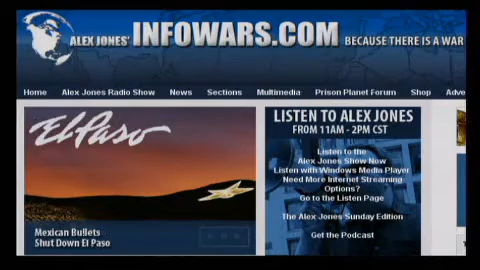 ALEX JONES' INFOWARS.COM BECAUSE THERE IS A WAR
Home Alex Jones Radio Show News Sections Multimedia Prison Planet Forum Shop Adve
El Paso
LISTEN TO ALEX JONES
FROM 11AM - 2PM CST
Listen to the
Alex Jones Show Now
Listen with Windows Media Player
Need More Internet Streaming
Options?
Go to the Listen Page
The Alex Jones Sunday Edition
Get the Podcast
Mexican Bullets
Shut Down El Paso